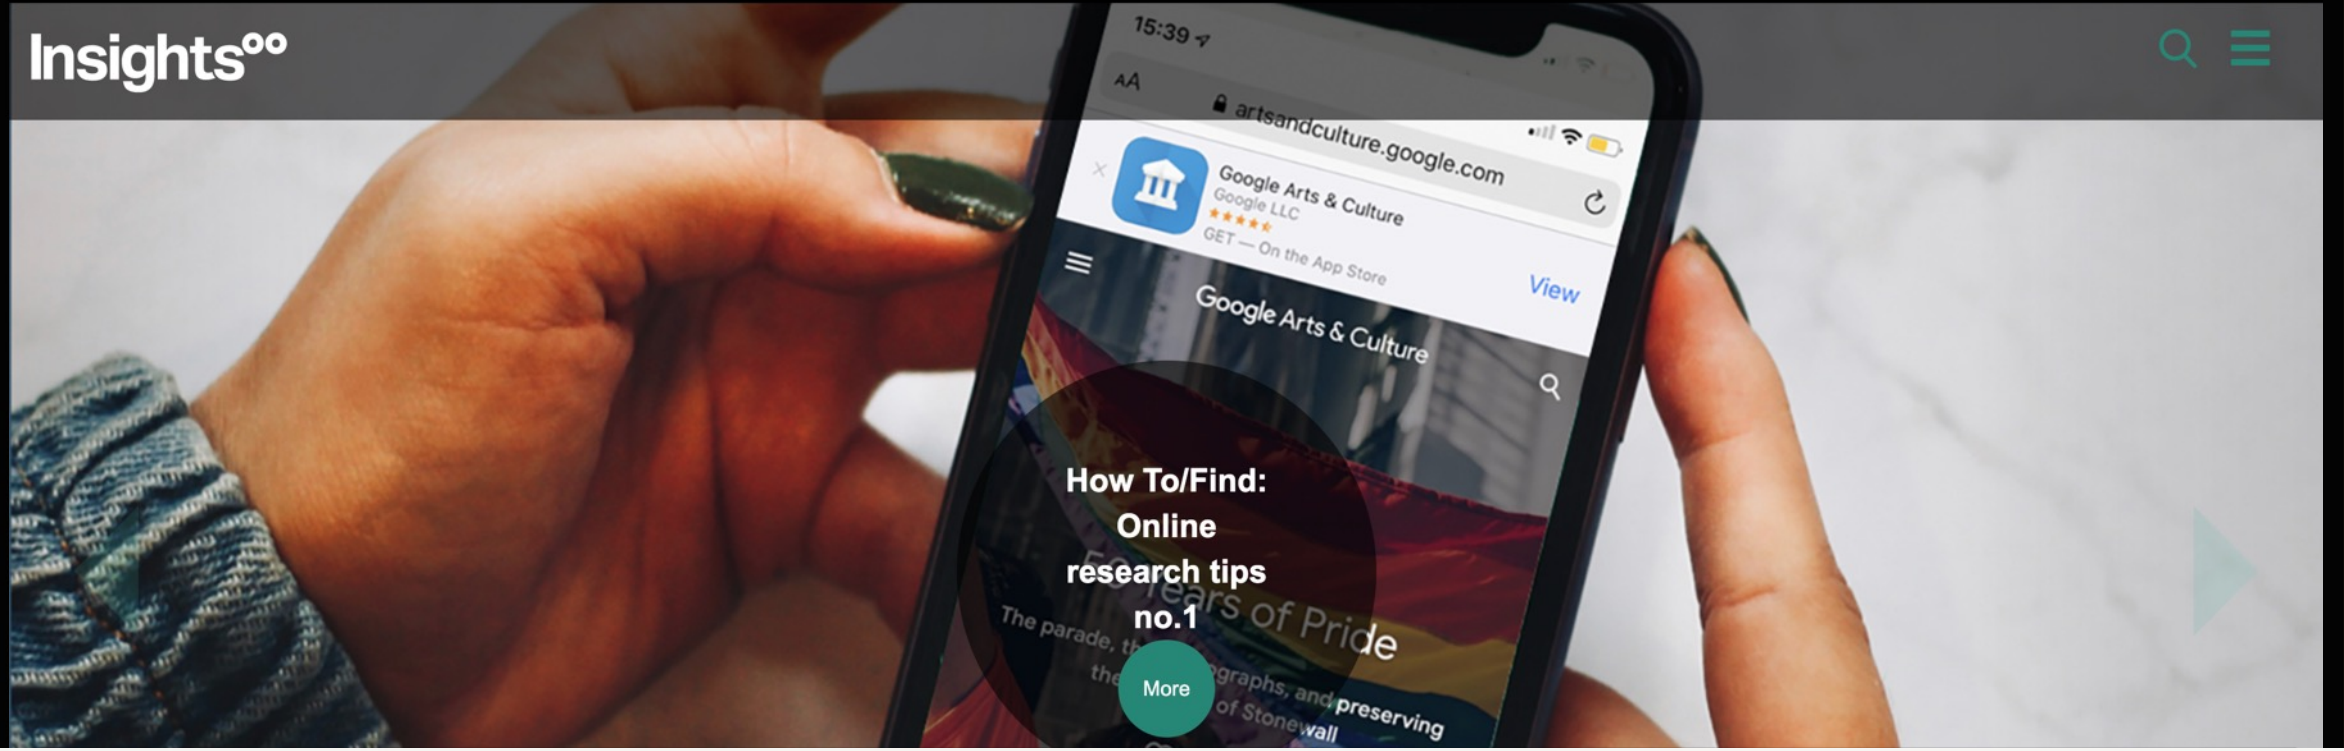 Insights°°
15:39
AA
artsandculture.google.com
Google Arts & Culture
Google LLC
GET — On the App Store
View
Google Arts & Culture
How To/Find:
Online
research tips
no.1
Years of Pride
The parade,
graphs, and preserving
the
of Stonewall
More